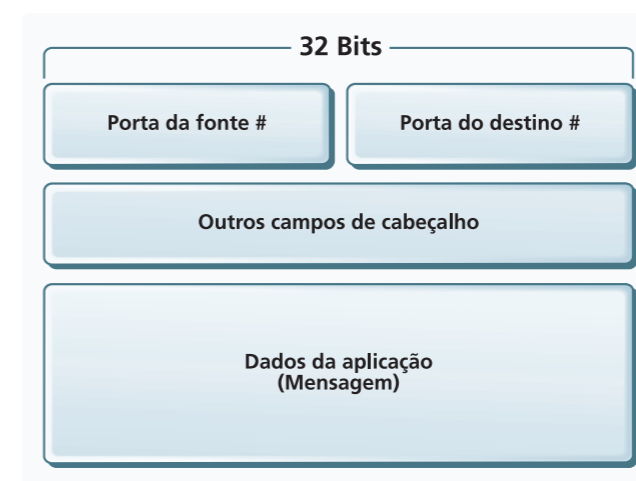 32 Bits
Porta da fonte #
Porta do destino #
Outros campos de cabeçalho
Dados da aplicação
(Mensagem)